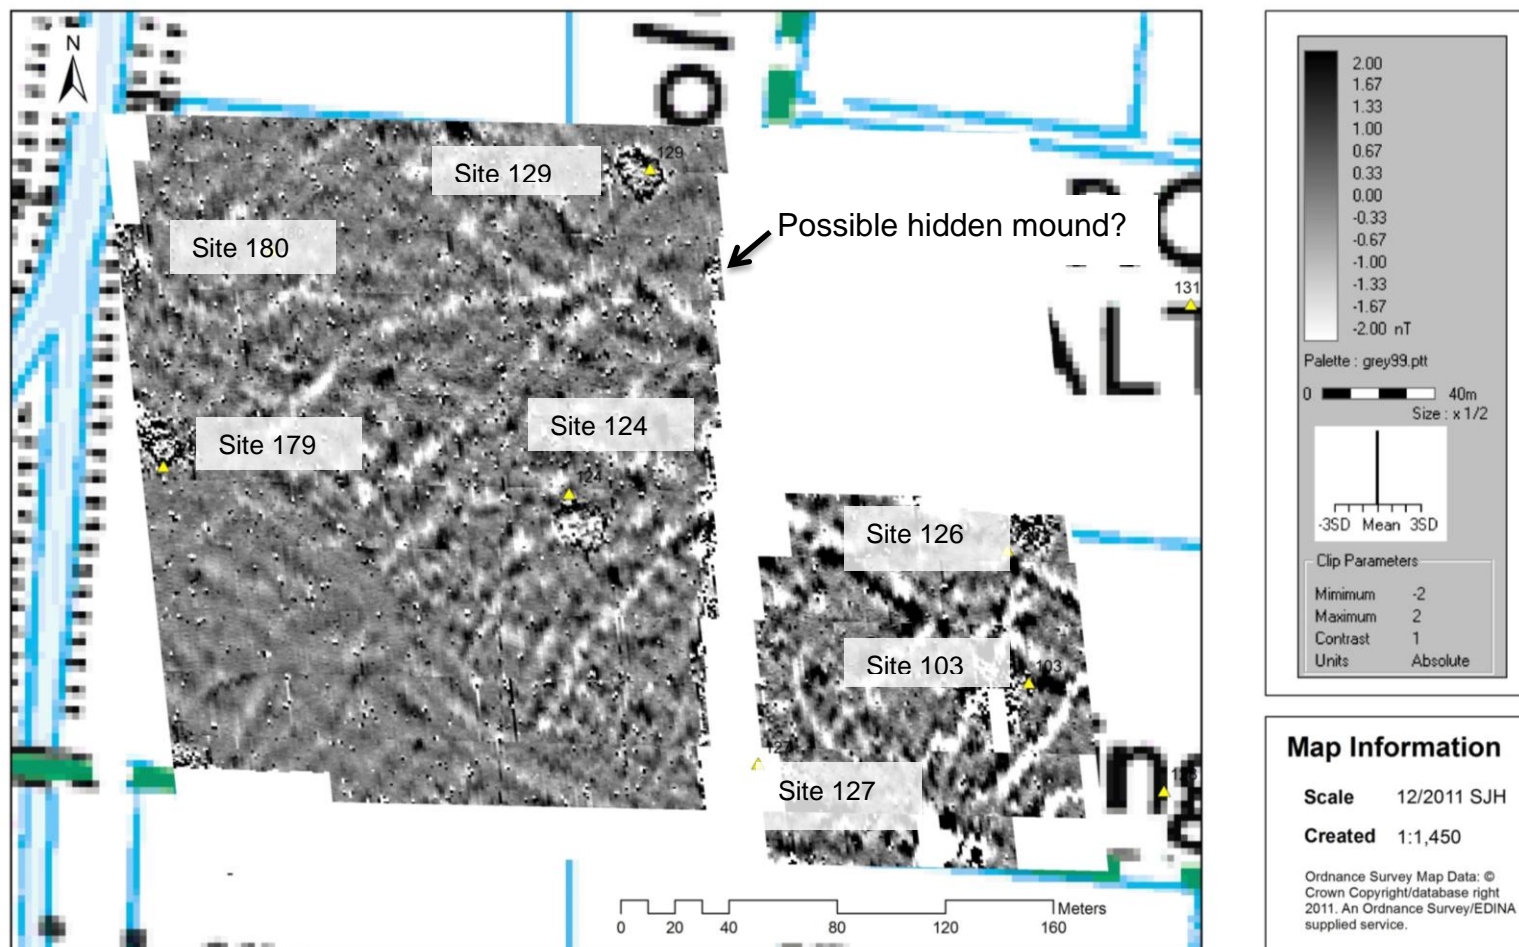 N
Site 129
129
Site 180
Possible hidden mound?
131
Site 124
Site 179
124
Site 126
Site 103
103
127
Site 127
Meters
0 20 40 80 120 160
2.00
1.67
1.33
1.00
0.67
0.33
0.00
-0.33
-0.67
-1.00
-1.33
-1.67
-2.00 nT
Palette : grey99.ptt
0 40m
Size : x 1/2
-3SD Mean 3SD
Clip Parameters
Mimimum -2
Maximum 2
Contrast 1
Units Absolute
Map Information
Scale 12/2011 SJH
Created 1:1,450
Ordnance Survey Map Data: ©
Crown Copyright/database right
2011. An Ordnance Survey/EDINA
supplied service.